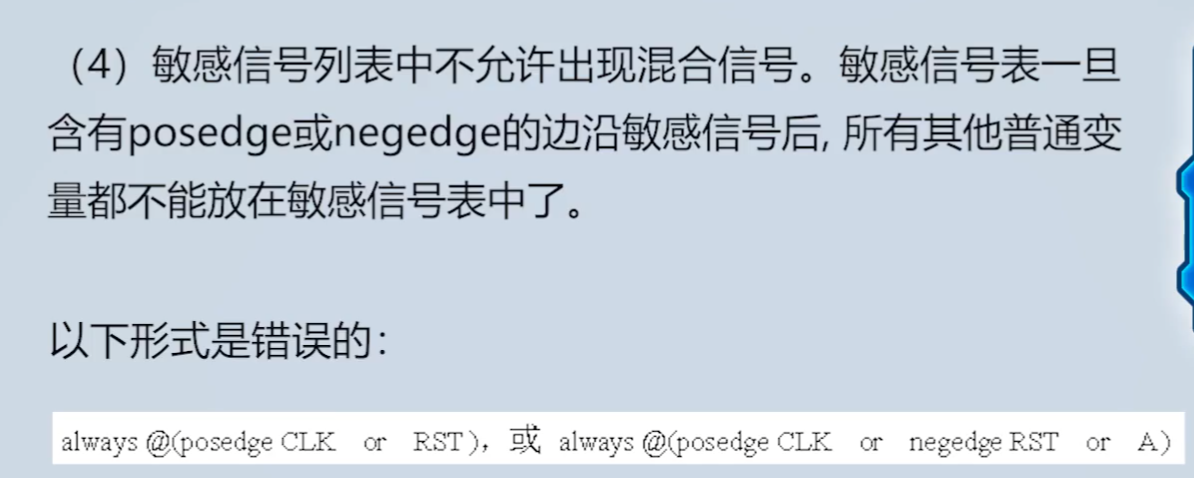 （4）敏感信号列表中不允许出现混合信号。敏感信号表一旦
含有posedge或negedge的边沿敏感信号后, 所有其他普通变
量都不能放在敏感信号表中了。
以下形式是错误的：
always @(posedge CLK or RST)，或 always @(posedge CLK or negedge RST or A)